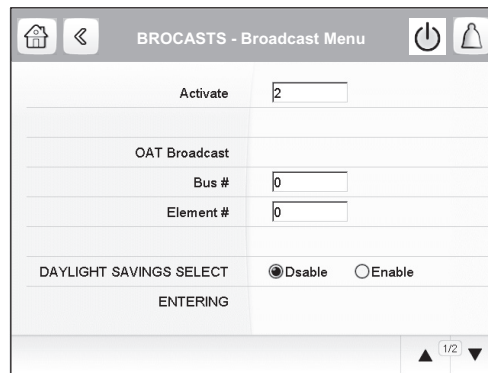 BROCASTS - Broadcast Menu
Activate 2
OAT Broadcast
Bus # 0
Element # 0
DAYLIGHT SAVINGS SELECT Dsable Enable
ENTERING
1/2